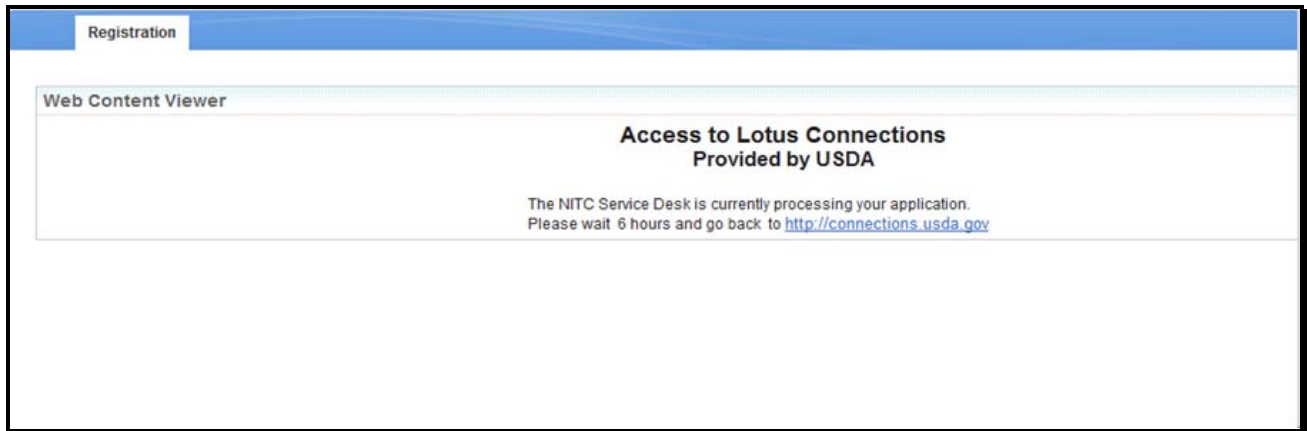 Registration
Web Content Viewer
Access to Lotus Connections
Provided by USDA
The NITC Service Desk is currently processing your application.
Please wait 6 hours and go back to http://connections.usda.gov